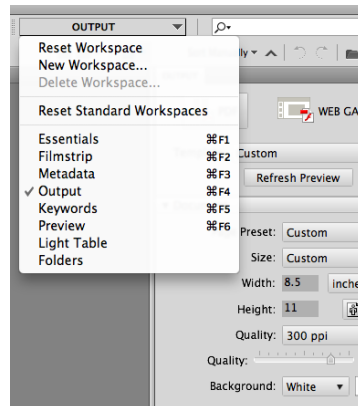 OUTPUT
Reset Workspace
New Workspace...
Delete Workspace...
Reset Standard Workspaces
Essentials ⌘F1
Filmstrip ⌘F2
Metadata ⌘F3
✓ Output ⌘F4
Keywords ⌘F5
Preview ⌘F6
Light Table
Folders
WEB GA
Custom
Refresh Preview
Preset: Custom
Size: Custom
Width: 8.5 inche
Height: 11
Quality: 300 ppi
Quality:
Background: White